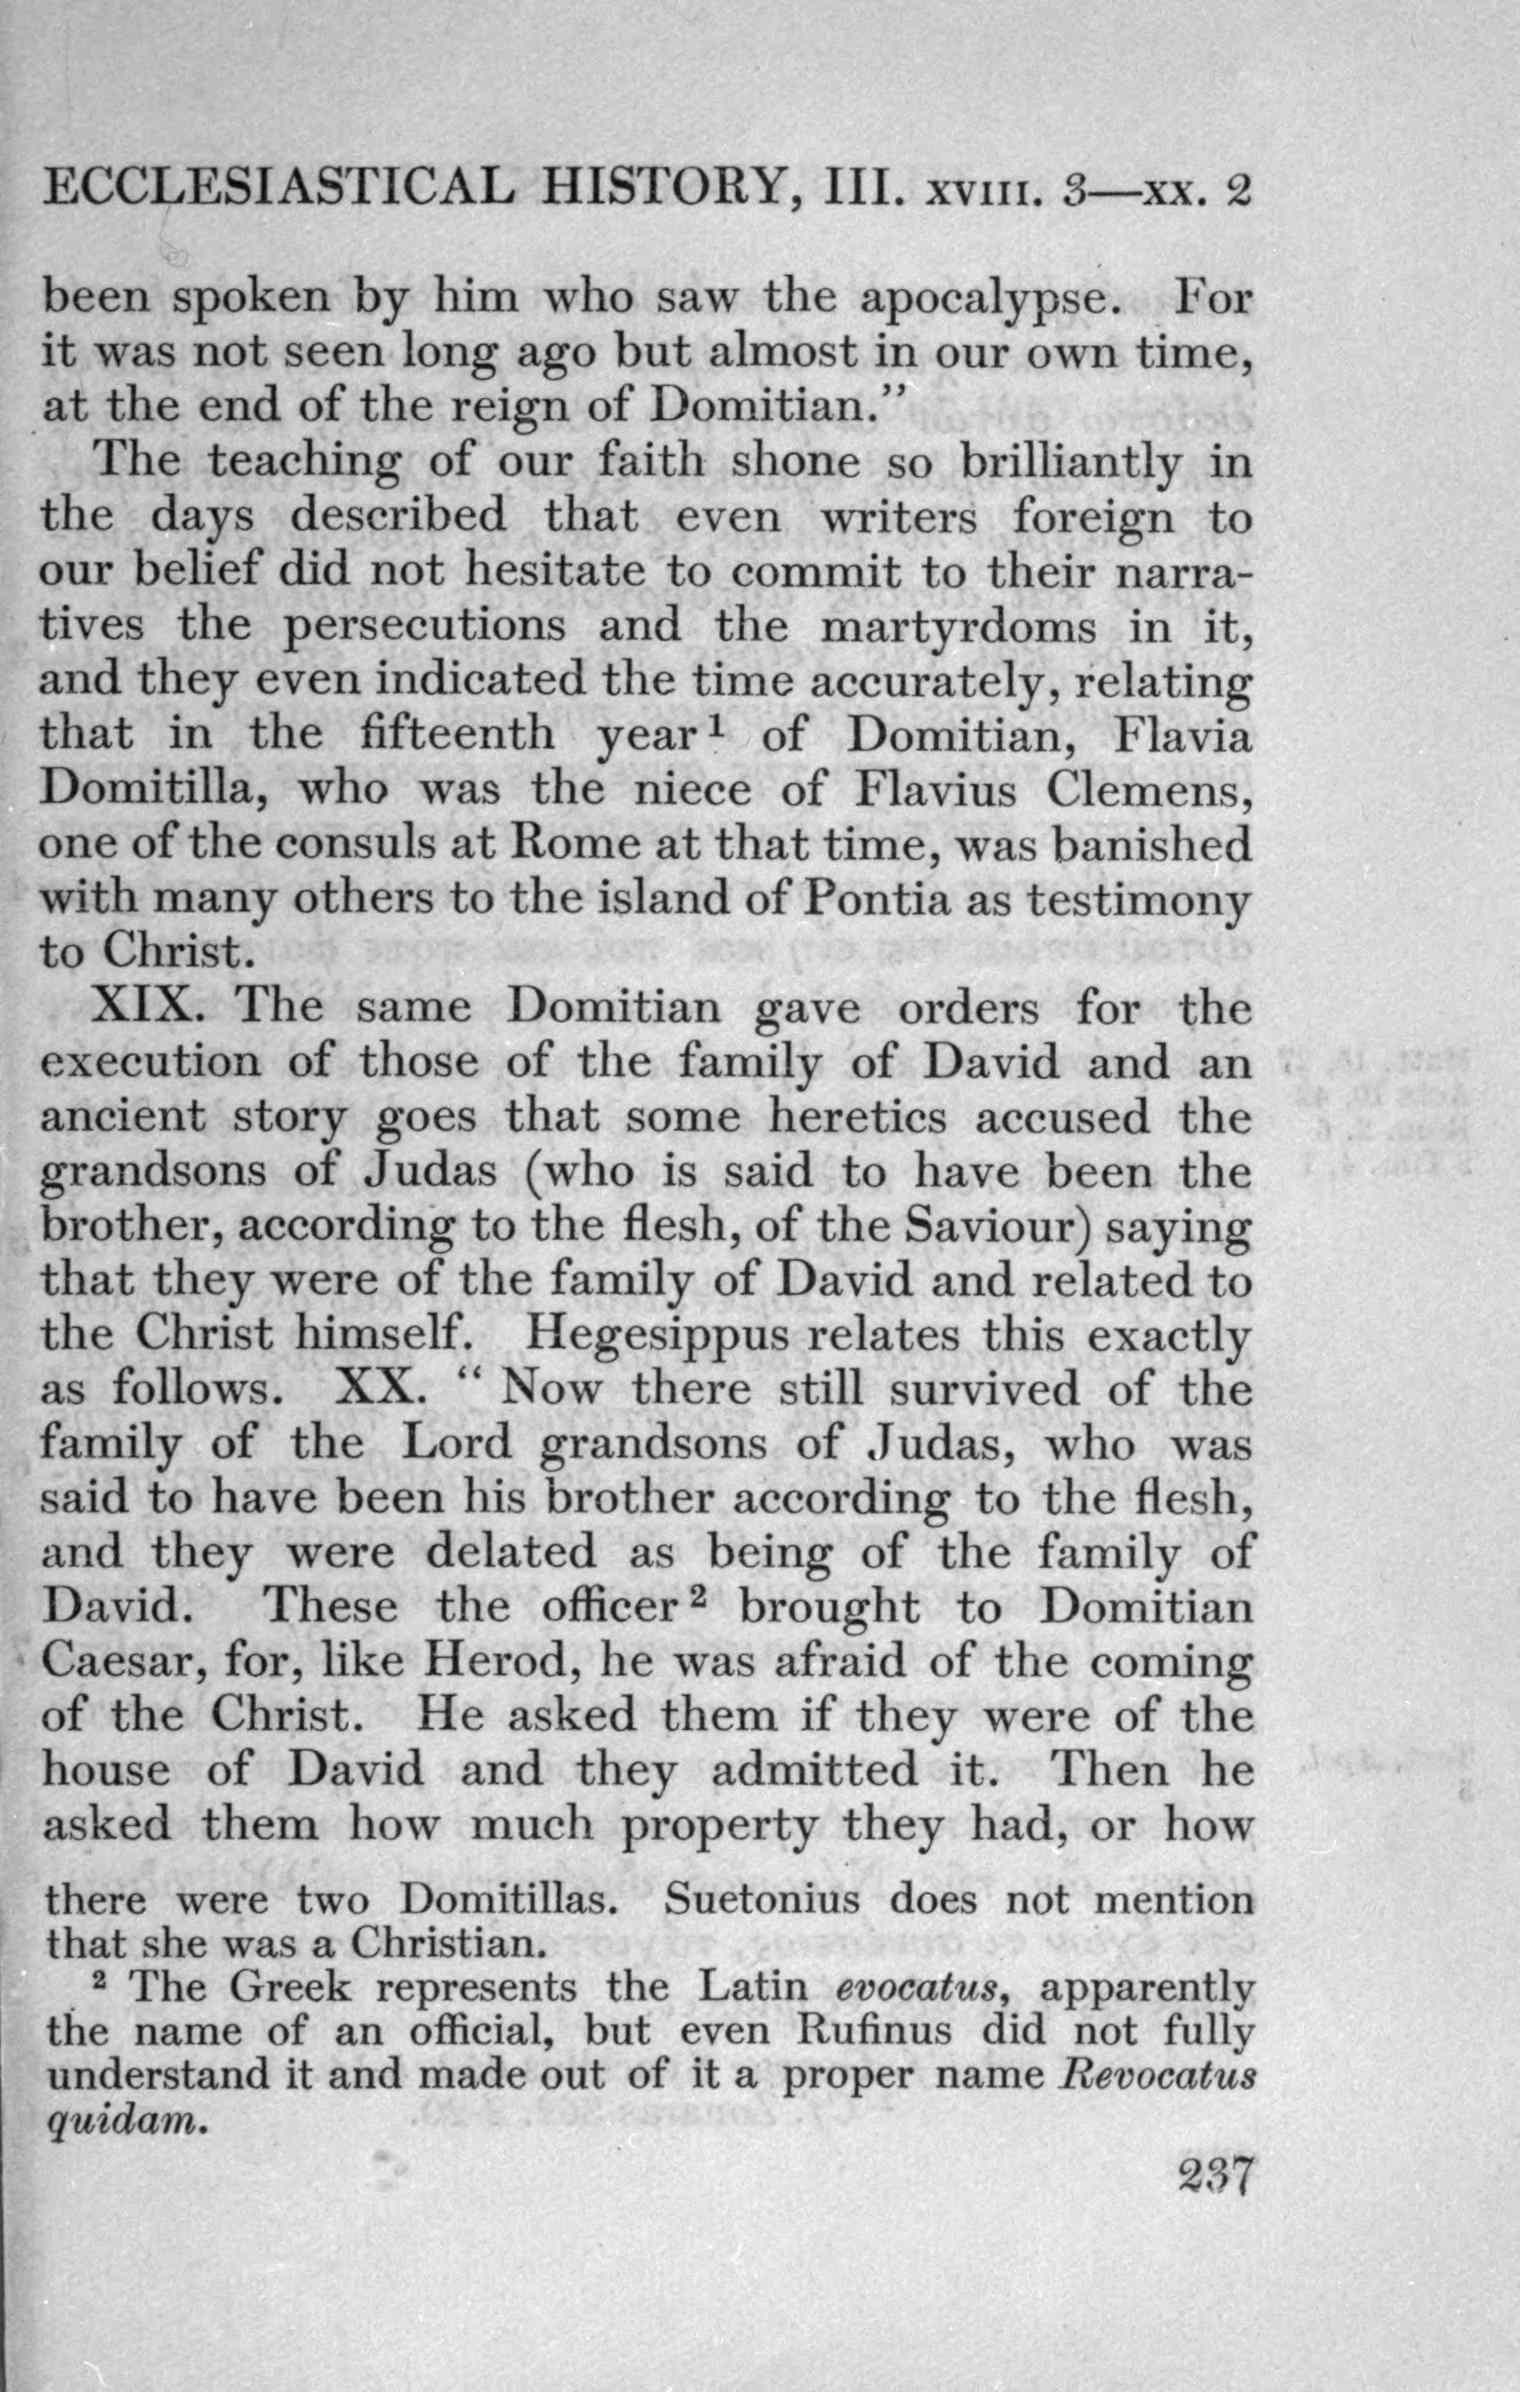 ECCLESIASTICAL HISTORY, III. XVIII. 3—XX. 2
been spoken by him who saw the apocalypse. For
it was not seen long ago but almost in our own time,
at the end of the reign of Domitian.”
The teaching of our faith shone so brilliantly in
the days described that even writers foreign to
our belief did not hesitate to commit to their narra-
tives the persecutions and the martyrdoms in it,
and they even indicated the time accurately, relating
that in the fifteenth year ¹ of Domitian, Flavia
Domitilla, who was the niece of Flavius Clemens,
one of the consuls at Rome at that time, was banished
with many others to the island of Pontia as testimony
to Christ.
XIX. The same Domitian gave orders for the
execution of those of the family of David and an
ancient story goes that some heretics accused the
grandsons of Judas (who is said to have been the
brother, according to the flesh, of the Saviour) saying
that they were of the family of David and related to
the Christ himself. Hegesippus relates this exactly
as follows. XX. “ Now there still survived of the
family of the Lord grandsons of Judas, who was
said to have been his brother according to the flesh,
and they were delated as being of the family of
David. These the officer ² brought to Domitian
Caesar, for, like Herod, he was afraid of the coming
of the Christ. He asked them if they were of the
house of David and they admitted it. Then he
asked them how much property they had, or how
there were two Domitillas. Suetonius does not mention
that she was a Christian.
² The Greek represents the Latin evocatus, apparently
the name of an official, but even Rufinus did not fully
understand it and made out of it a proper name Revocatus
quidam.
237